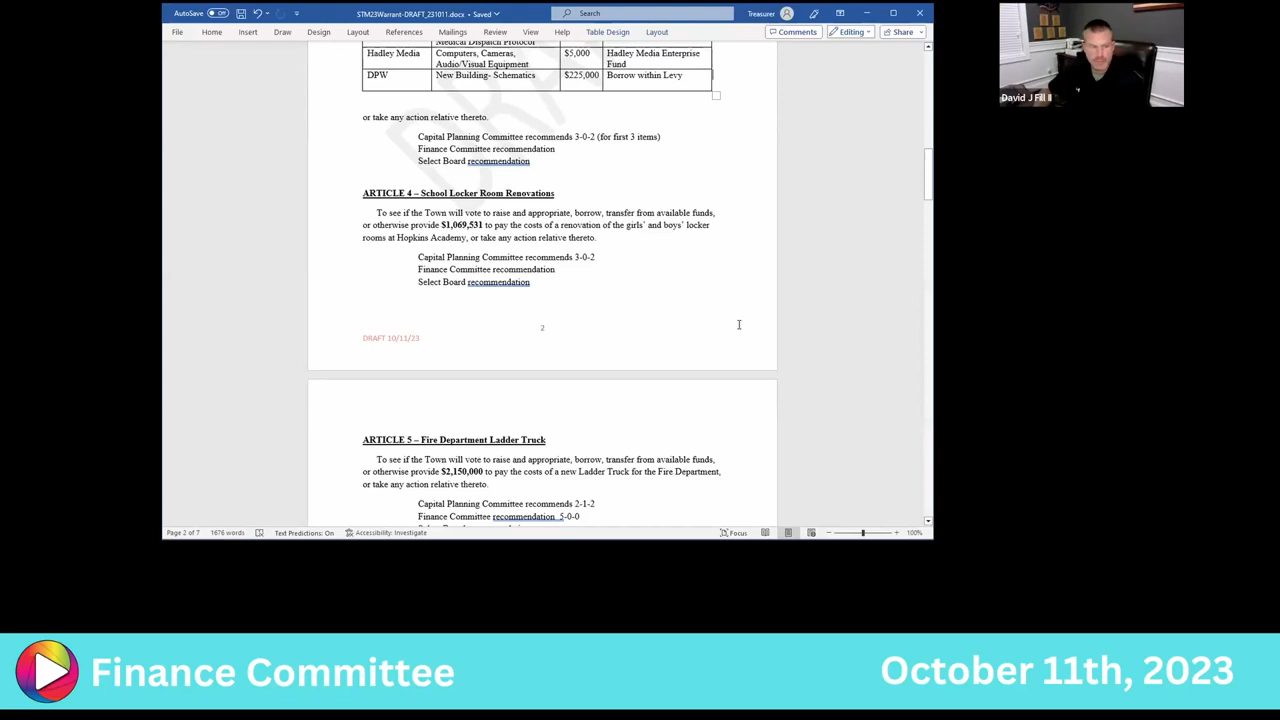 AutoSave Off
STM23Warrant-DRAFT_231011.docx • Saved
Search
Treasurer
File Home Insert Draw Design Layout References Mailings Review View Help Table Design Layout
Comments Editing Share
Medical Dispatch Protocol
Hadley Media Computers, Cameras, $5,000 Hadley Media Enterprise
Audio/Visual Equipment Fund
DPW New Building- Schematics $225,000 Borrow within Levy
DRAFT
or take any action relative thereto.
Capital Planning Committee recommends 3-0-2 (for first 3 items)
Finance Committee recommendation
Select Board recommendation
ARTICLE 4 – School Locker Room Renovations
To see if the Town will vote to raise and appropriate, borrow, transfer from available funds,
or otherwise provide $1,069,531 to pay the costs of a renovation of the girls’ and boys’ locker
rooms at Hopkins Academy, or take any action relative thereto.
Capital Planning Committee recommends 3-0-2
Finance Committee recommendation
Select Board recommendation
2
DRAFT 10/11/23
ARTICLE 5 – Fire Department Ladder Truck
To see if the Town will vote to raise and appropriate, borrow, transfer from available funds,
or otherwise provide $2,150,000 to pay the costs of a new Ladder Truck for the Fire Department,
or take any action relative thereto.
Capital Planning Committee recommends 2-1-2
Finance Committee recommendation 5-0-0
Page 2 of 7 1676 words Text Predictions: On Accessibility: Investigate Focus 100%
David J Fill II
Finance Committee
October 11th, 2023